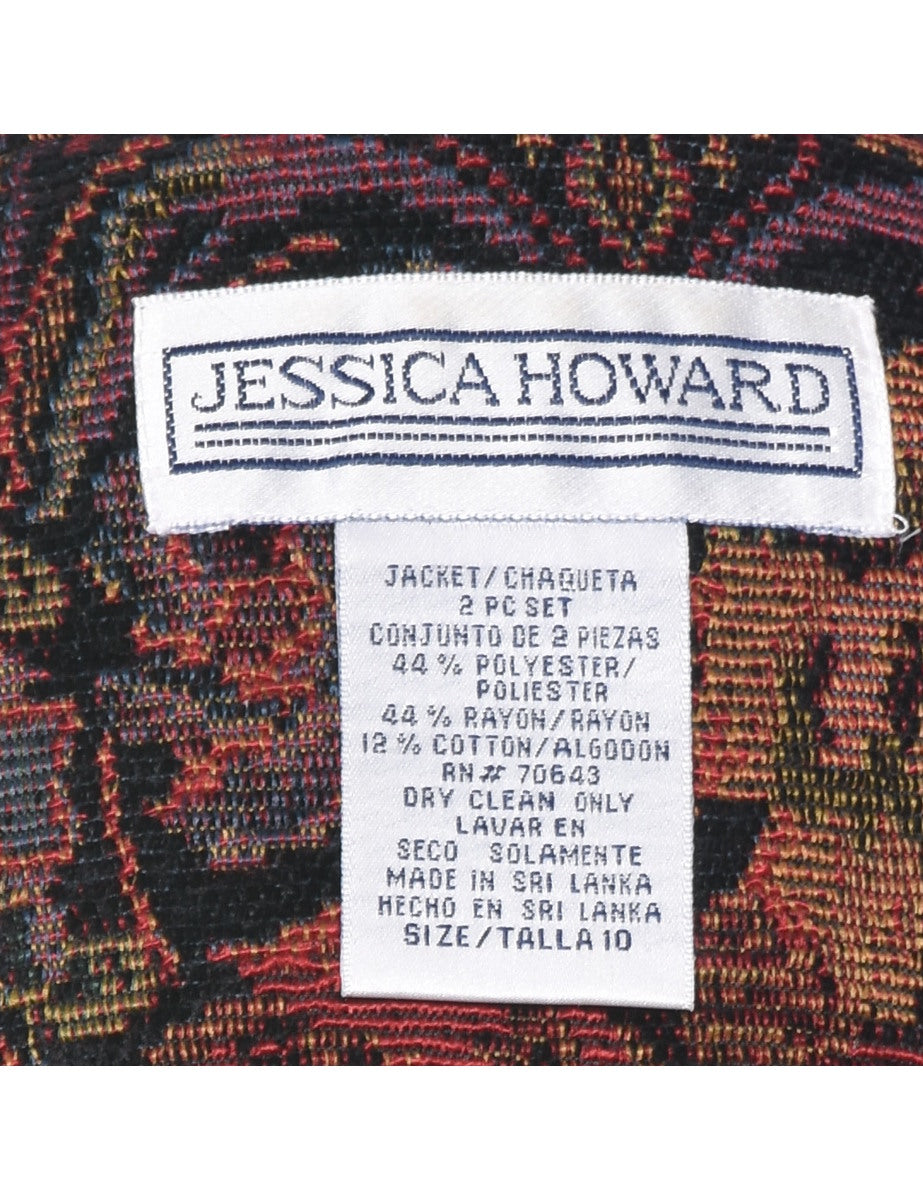 JESSICA HOWARD
JACKET/CHAQUETA
2 PC SET
CONJUNTO DE 2 PIEZAS
44 % POLYESTER/
POLIESTER
44 % RAYON/RAYON
12 % COTTON/ALGODON
RN # 70643
DRY CLEAN ONLY
LAVAR EN
SECO SOLAMENTE
MADE IN SRI LANKA
HECHO EN SRI LANKA
SIZE/TALLA 10